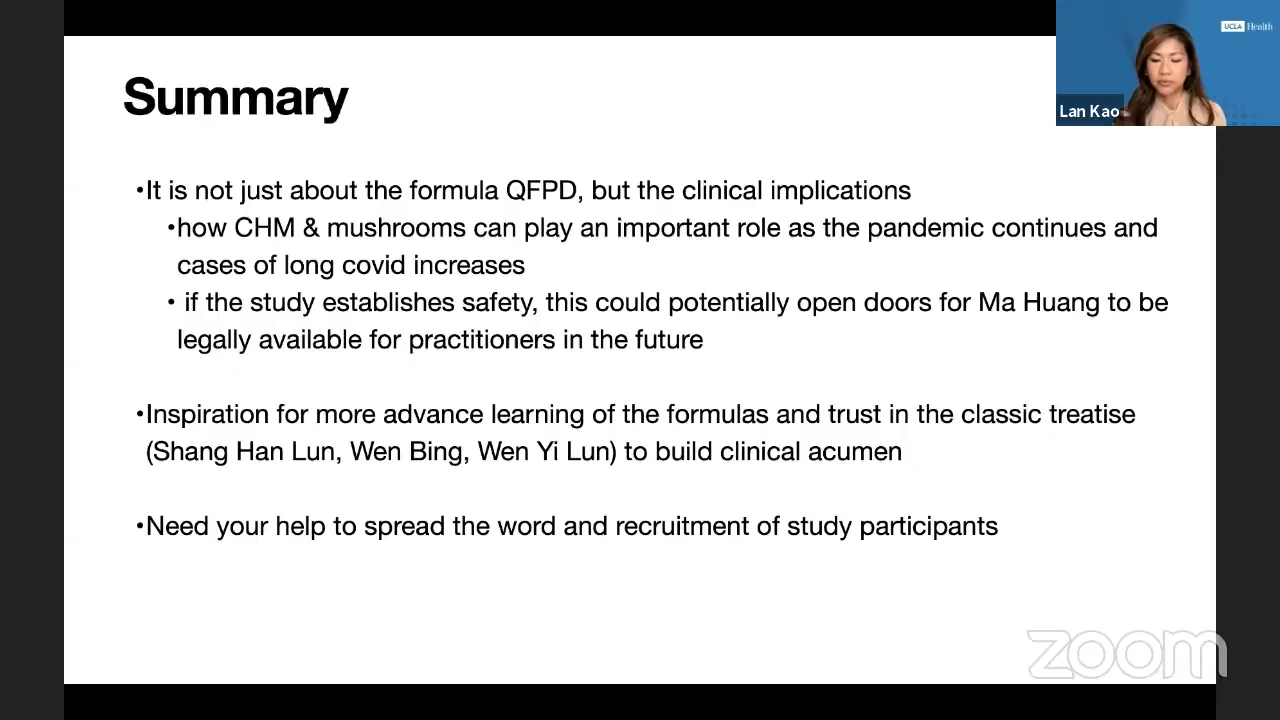 UCLA Health
Lan Kao
Summary
•It is not just about the formula QFPD, but the clinical implications
•how CHM & mushrooms can play an important role as the pandemic continues and
cases of long covid increases
• if the study establishes safety, this could potentially open doors for Ma Huang to be
legally available for practitioners in the future
•Inspiration for more advance learning of the formulas and trust in the classic treatise
(Shang Han Lun, Wen Bing, Wen Yi Lun) to build clinical acumen
•Need your help to spread the word and recruitment of study participants
zoom